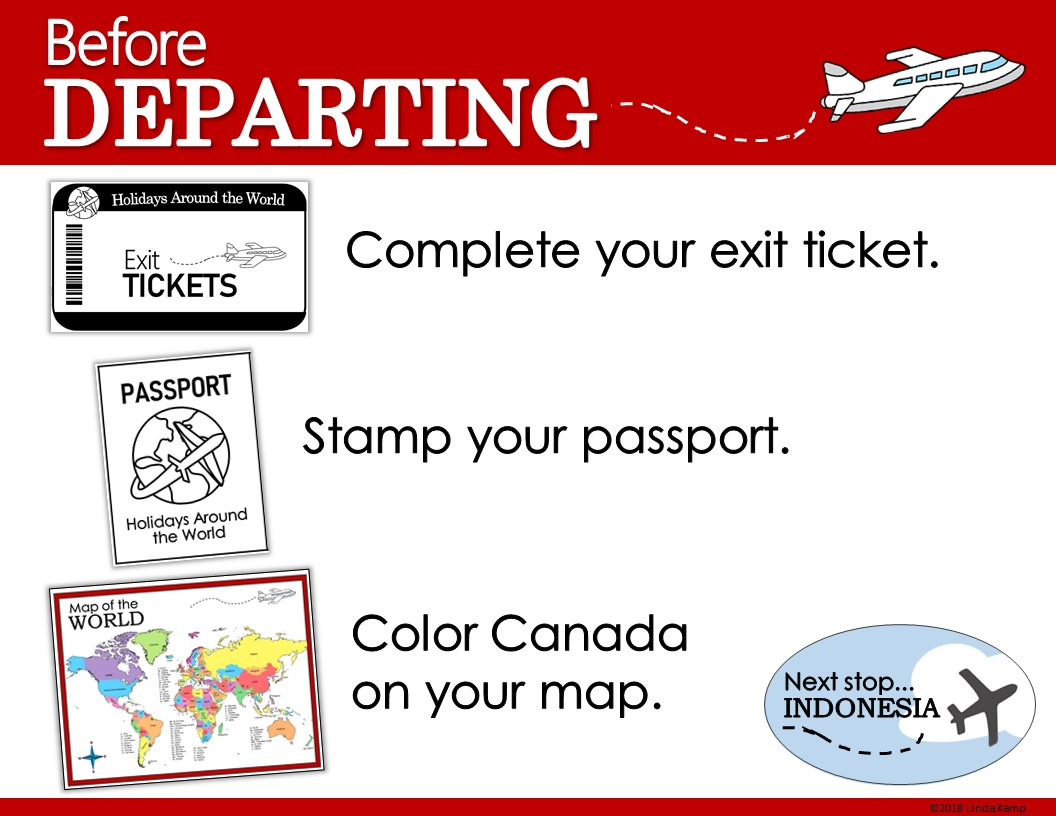 Before
DEPARTING
Holidays Around the World
Exit
TICKETS
Complete your exit ticket.
PASSPORT
Holidays Around
the World
Stamp your passport.
Map of the
WORLD
Color Canada
on your map.
Next stop...
INDONESIA
©2018 Linda Kamp